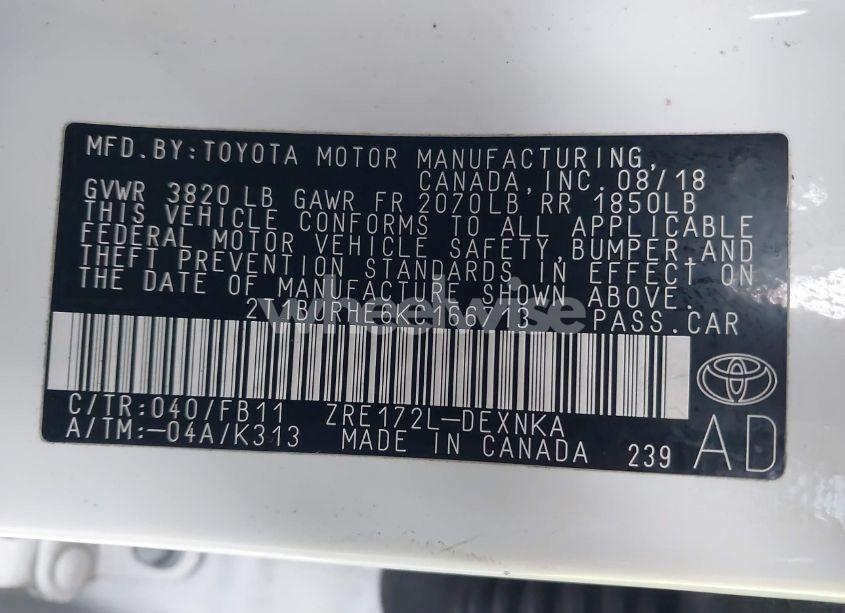 MFD.BY:TOYOTA MOTOR MANUFACTURING,
CANADA,INC.08/18
GVWR 3820 LB GAWR FR 2070LB RR 1850LB
THIS VEHICLE CONFORMS TO ALL APPLICABLE
FEDERAL MOTOR VEHICLE SAFETY,BUMPER,AND
THEFT PREVENTION STANDARDS IN EFFECT ON
THE DATE OF MANUFACTURE SHOWN ABOVE.
PASS.CAR
wheelwise
C/TR:040/FB11 ZRE172L-DEXNKA
A/TM:-04A/K313 MADE IN CANADA 239 AD